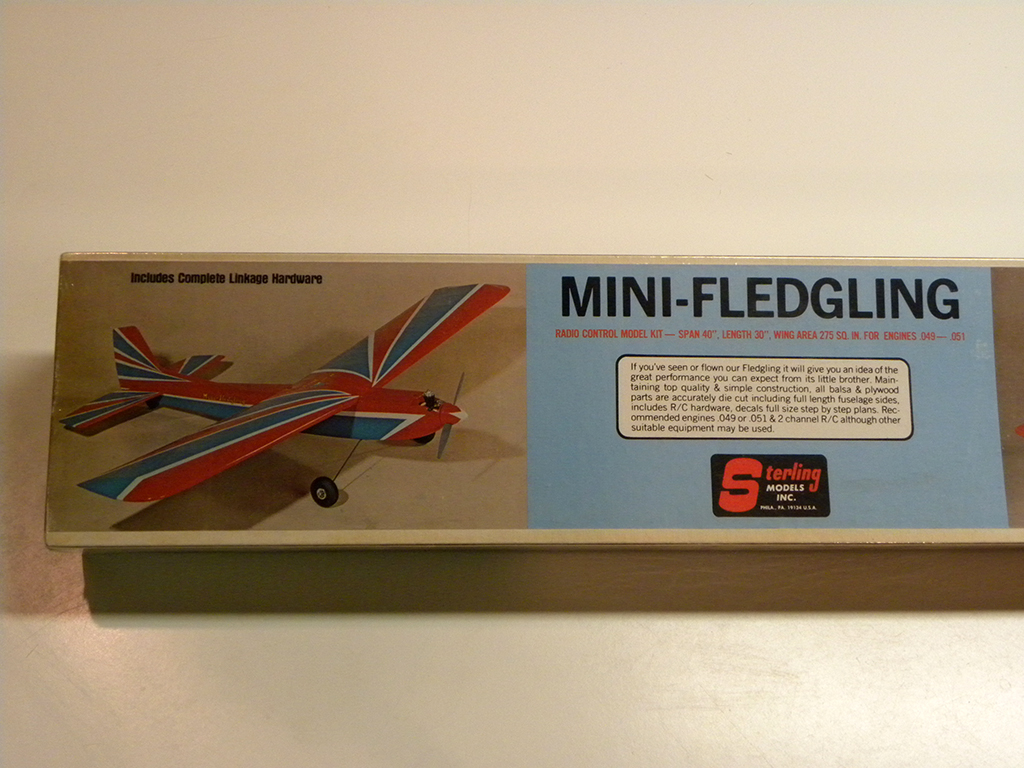 Includes Complete Linkage Hardware
MINI-FLEDGLING
RADIO CONTROL MODEL KIT — SPAN 40", LENGTH 30", WING AREA 275 SQ. IN. FOR ENGINES .049 — .051
If you've seen or flown our Fledgling it will give you an idea of the
great performance you can expect from its little brother. Main-
taining top quality & simple construction, all balsa & plywood
parts are accurately die cut including full length fuselage sides,
includes R/C hardware, decals full size step by step plans. Rec-
ommended engines .049 or .051 & 2 channel R/C although other
suitable equipment may be used.
Sterling
MODELS
INC.
PHILA., PA. 19134 U.S.A.